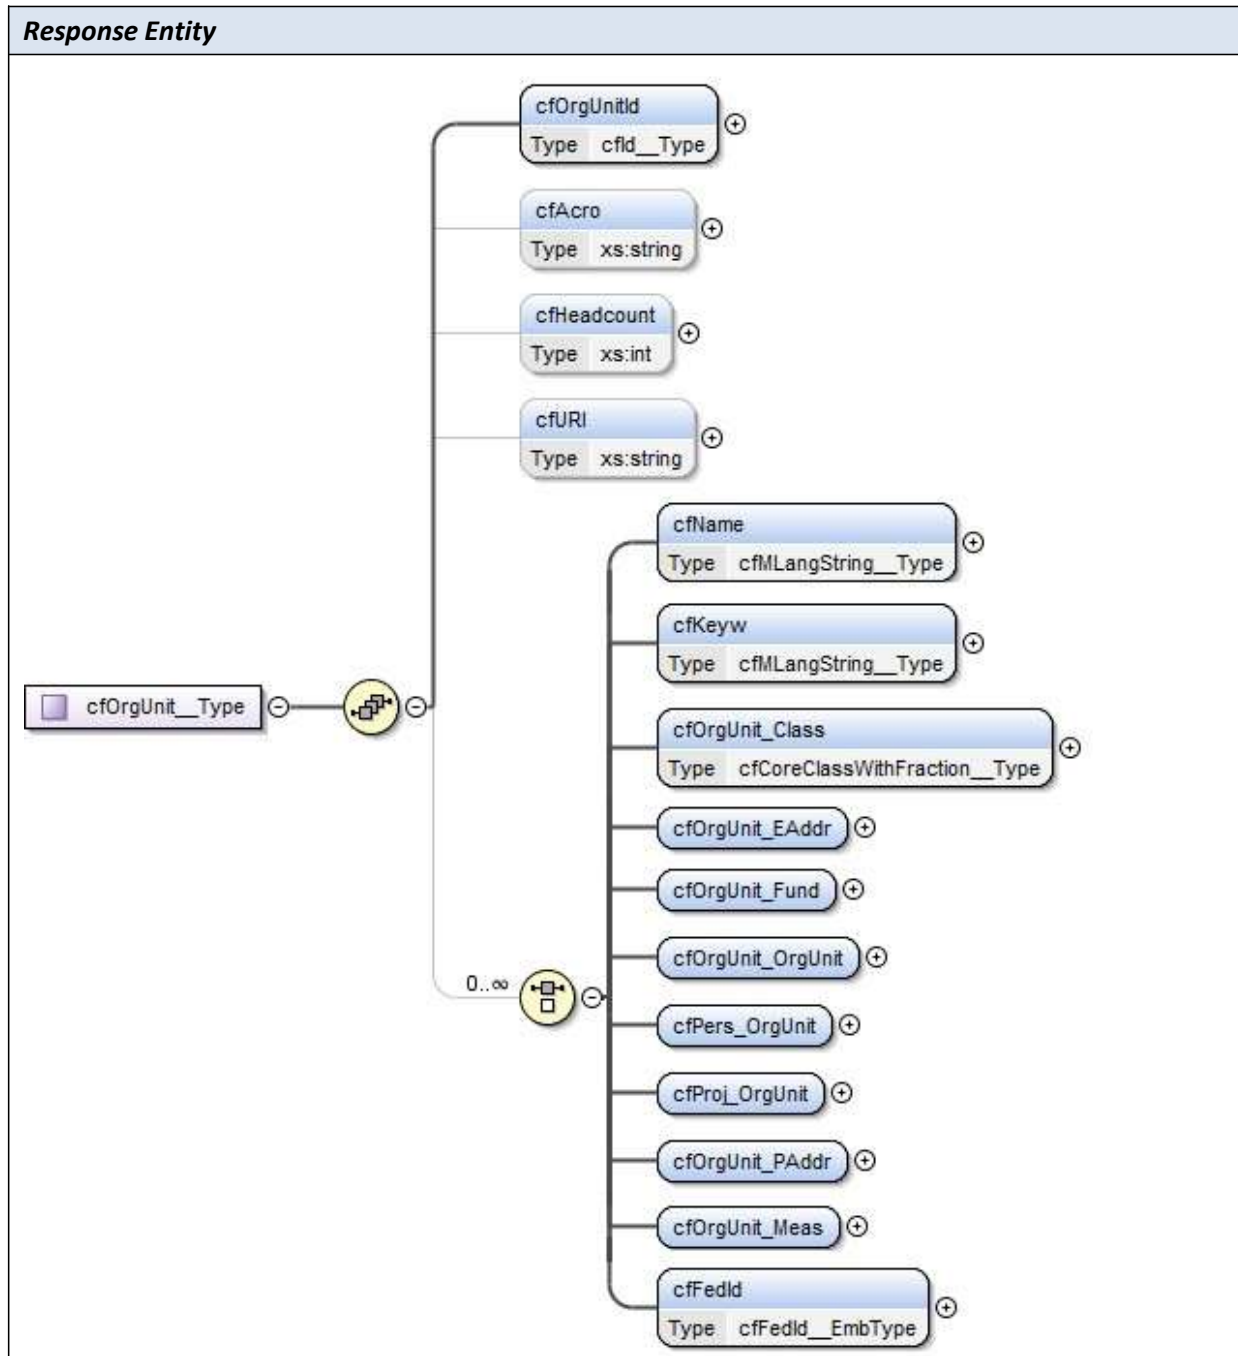 Response Entity
cfOrgUnitId
Type cfId__Type
cfAcro
Type xs:string
cfHeadcount
Type xs:int
cfURI
Type xs:string
cfName
Type cfMLangString__Type
cfKeyw
Type cfMLangString__Type
cfOrgUnit_Class
Type cfCoreClassWithFraction__Type
cfOrgUnit__Type
cfOrgUnit_EAddr
cfOrgUnit_Fund
cfOrgUnit_OrgUnit
0..∞
cfPers_OrgUnit
cfProj_OrgUnit
cfOrgUnit_PAddr
cfOrgUnit_Meas
cfFedId
Type cfFedId__EmbType